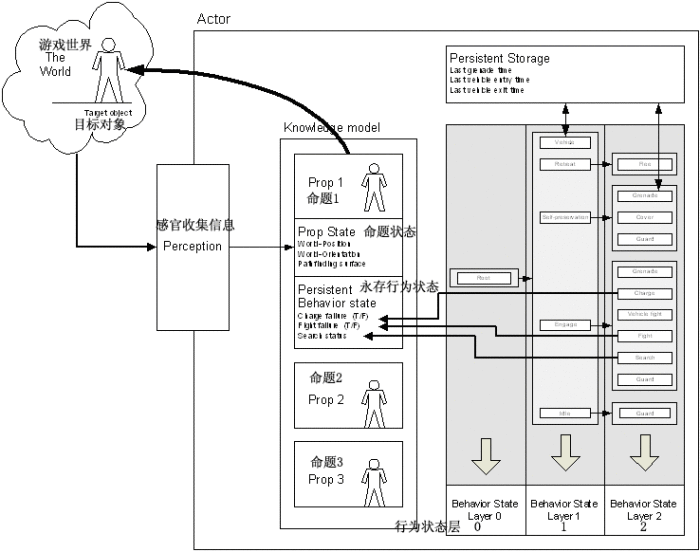 Actor
游戏世界
The
World
Target object
目标对象
Persistent Storage
Last grenade time
Last vehicle entry time
Last vehicle exit time
Knowledge model
Prop 1
命题1
感官收集信息
Perception
Prop State 命题状态
World-Position
World-Orientation
Pathfinding surface
Persistent 永存行为状态
Behavior state
Charge failure (T/F)
Fight failure (T/F)
Search status
命题2
Prop 2
命题3
Prop 3
Vehicle
Retreat
Flee
Grenade
Self-preservation
Cover
Guard
Root
Grenade
Charge
Vehicle fight
Engage
Fight
Search
Guard
Idle
Guard
Behavior State
Layer 0
Behavior State
Layer 1
Behavior State
Layer 2
行为状态层 0 1 2